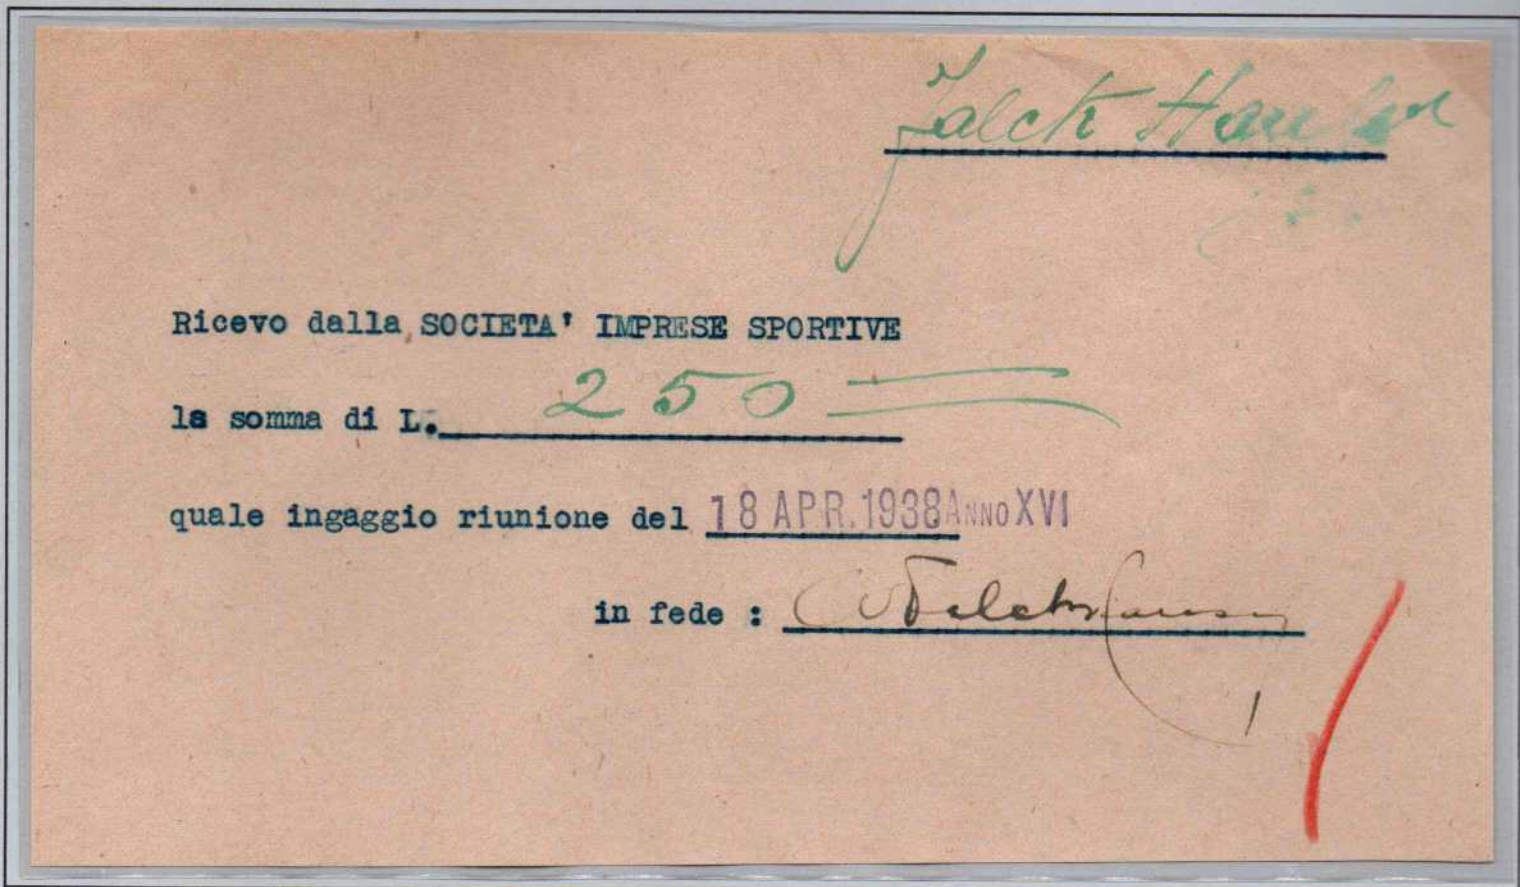 Ricevo dalla SOCIETA' IMPRESE SPORTIVE
la somma di L. 250
quale ingaggio riunione del 18 APR. 1938 ANNO XVI
in fede :